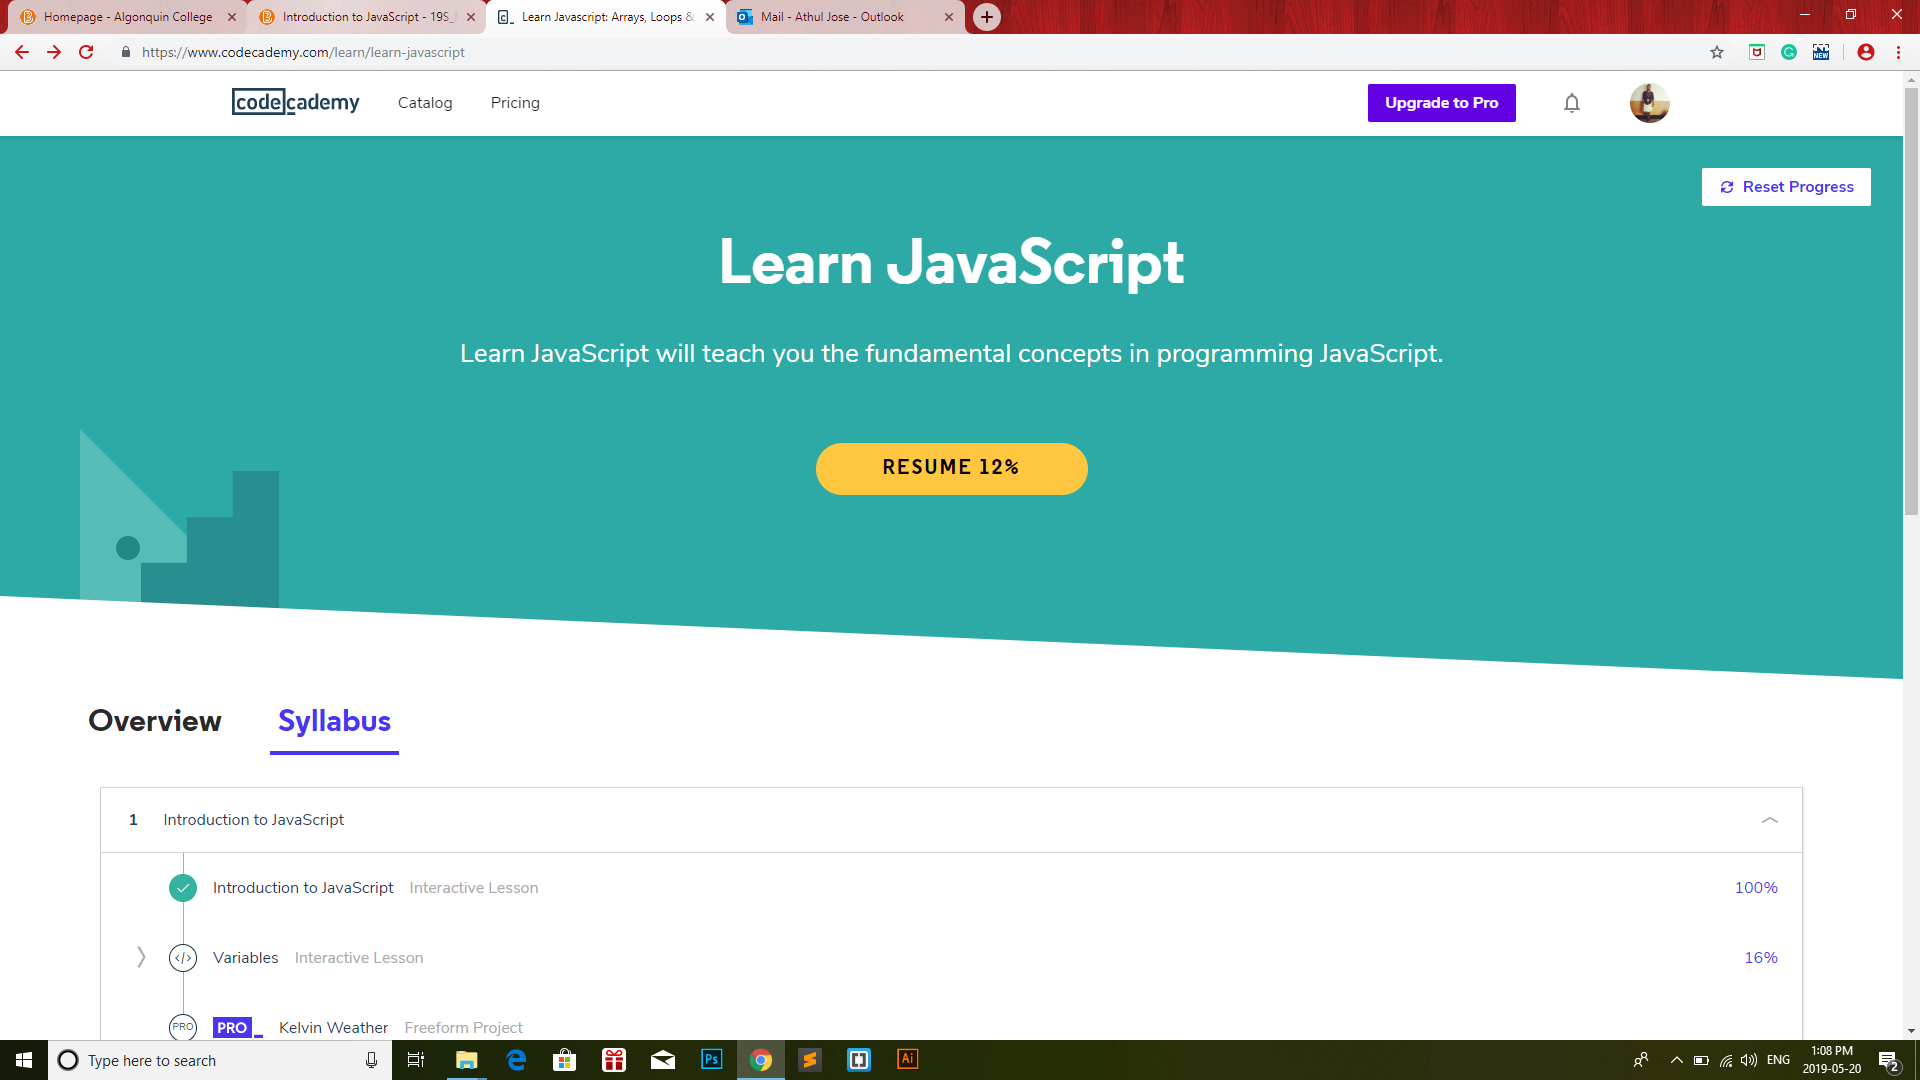 Homepage - Algonquin College
Introduction to JavaScript - 19S_
Learn Javascript: Arrays, Loops &
Mail - Athul Jose - Outlook
https://www.codecademy.com/learn/learn-javascript
NEW
codecademy
Catalog
Pricing
Upgrade to Pro
Reset Progress
Learn JavaScript
Learn JavaScript will teach you the fundamental concepts in programming JavaScript.
RESUME 12%
Overview
Syllabus
1 Introduction to JavaScript
Introduction to JavaScript Interactive Lesson 100%
</> Variables Interactive Lesson 16%
PRO PRO_ Kelvin Weather Freeform Project
Type here to search
Ps
Ai
ENG
1:08 PM
2019-05-20
2